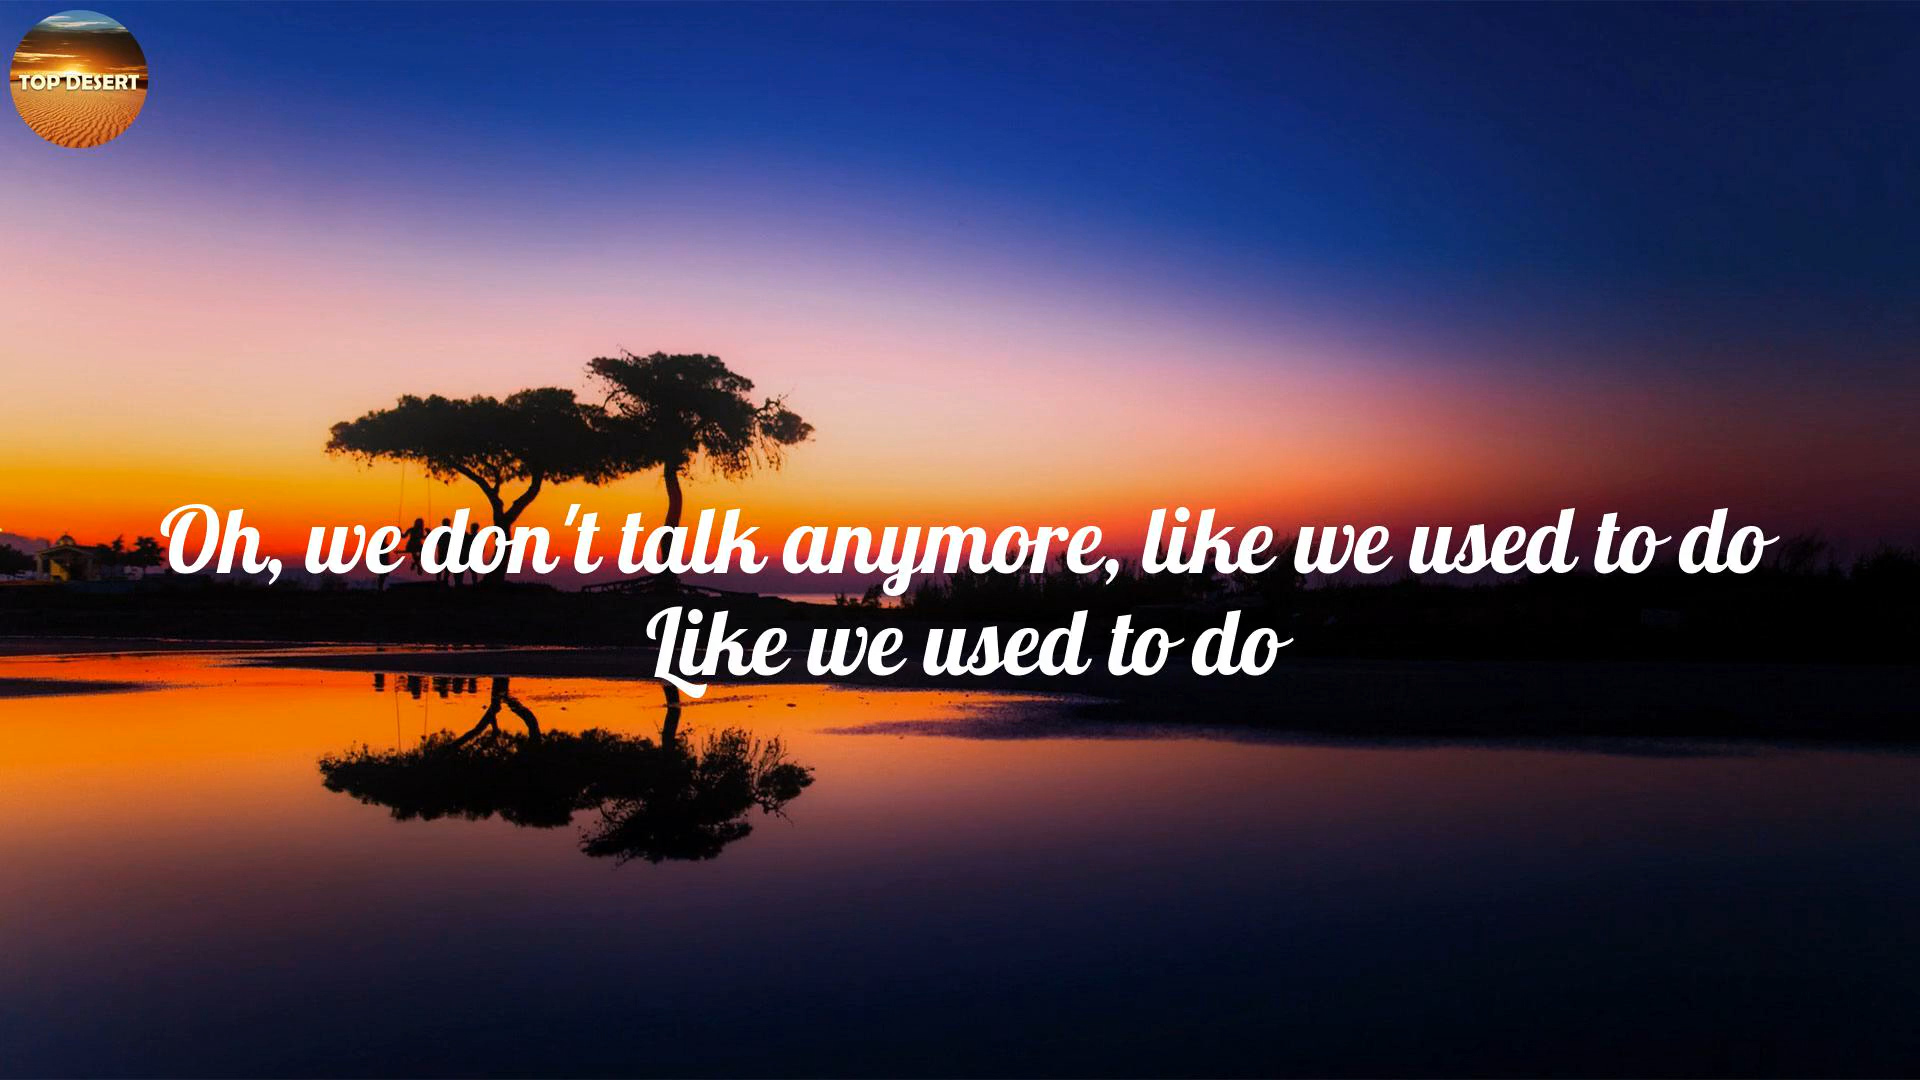 TOP DESERT
Oh, we don't talk anymore, like we used to do
Like we used to do